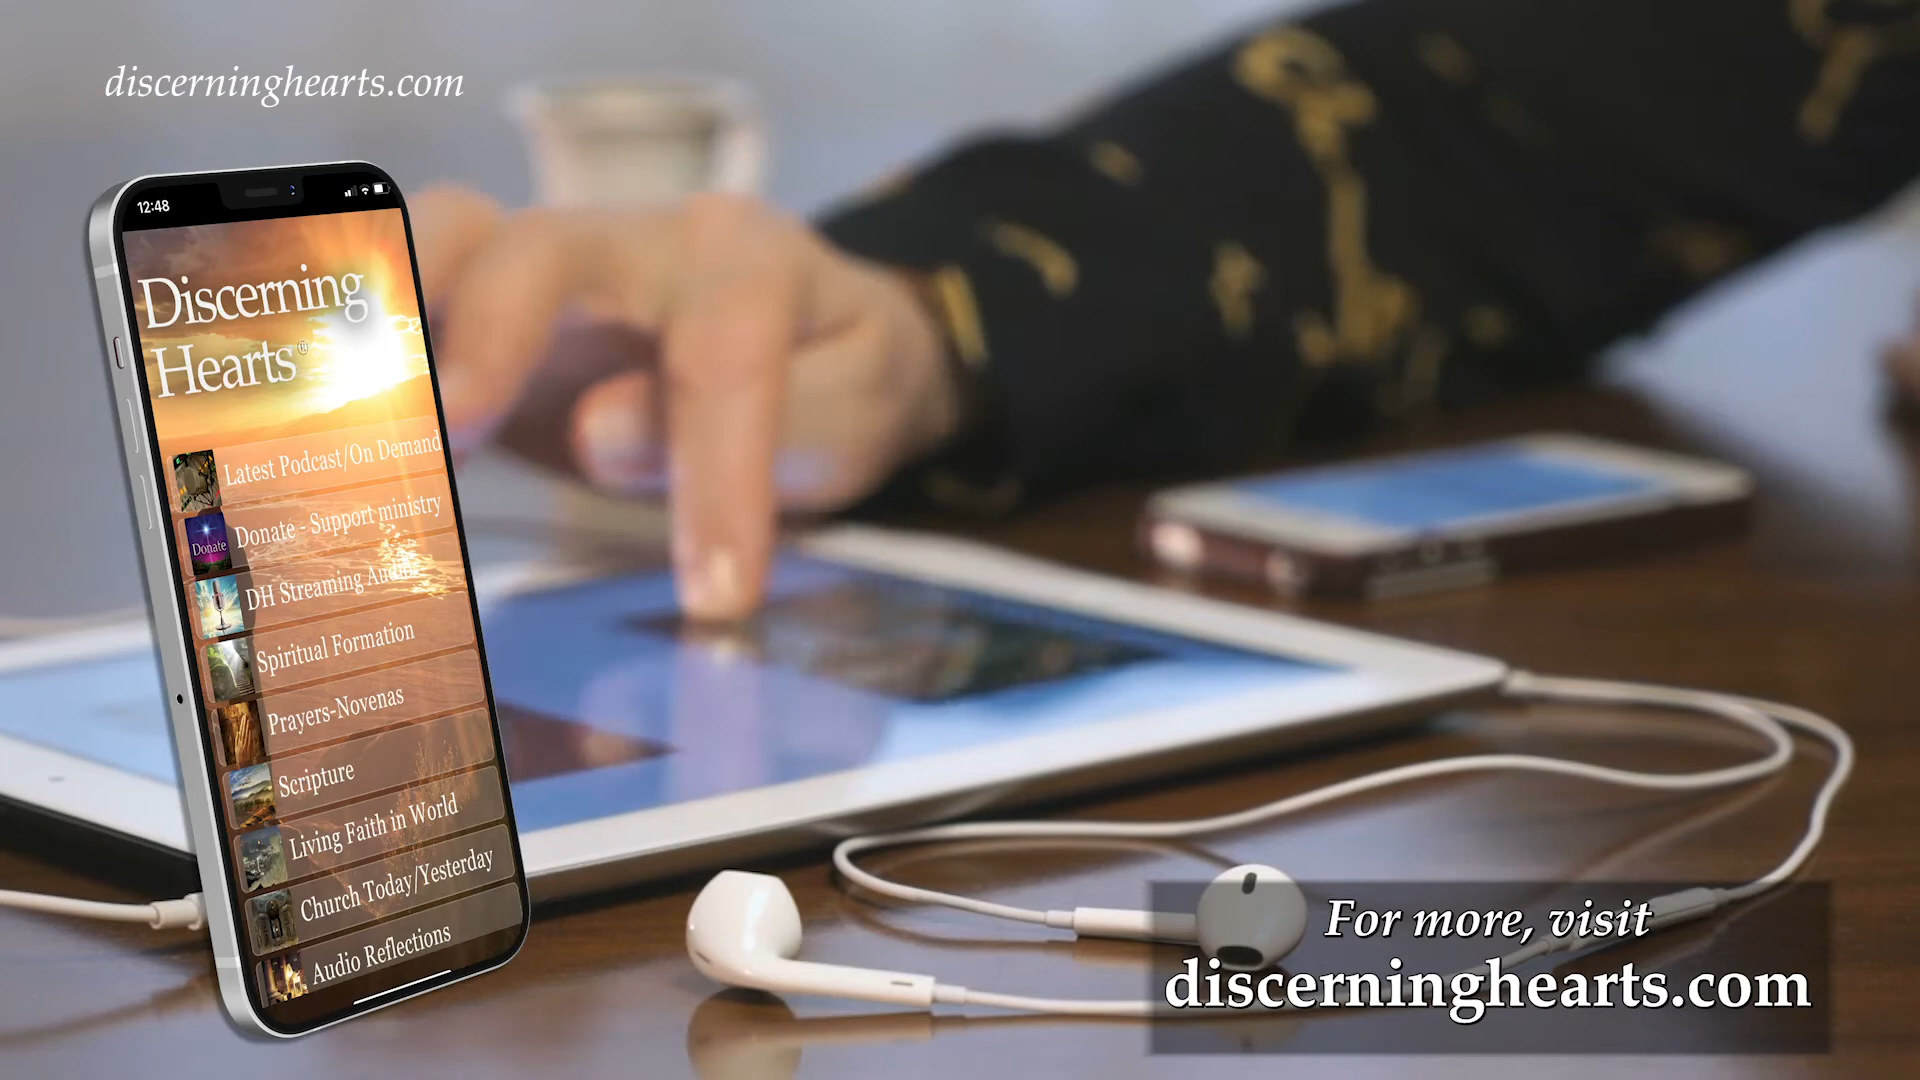 discerninghearts.com
12:48
Discerning
Hearts®
Latest Podcast/On Demand
Donate
Donate - Support ministry
DH Streaming Audio
Spiritual Formation
Prayers-Novenas
Scripture
Living Faith in World
Church Today/Yesterday
Audio Reflections
For more, visit
discerninghearts.com